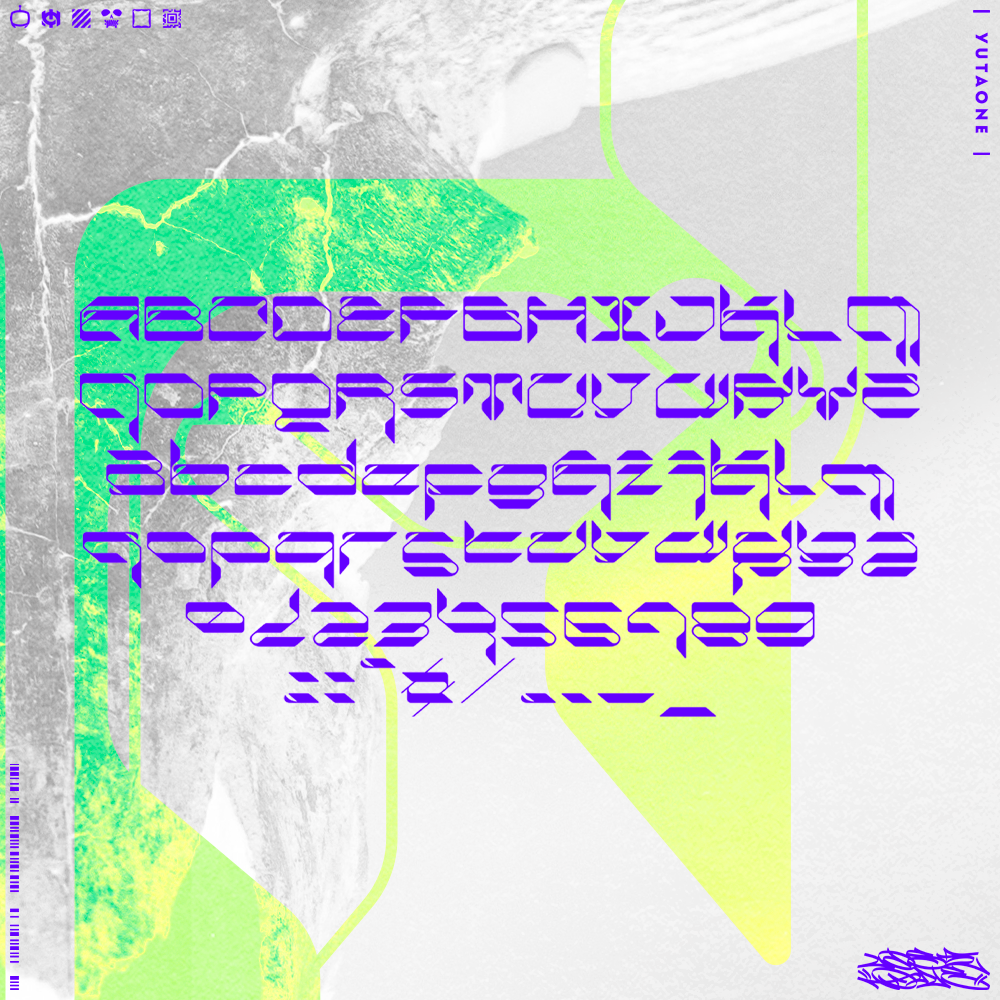 | YUTAONE |
ABCDEFGHIJKLM
NOPQRSTUVWXYZ
abcdefghijklm
nopqrstuvwxyz
0123456789